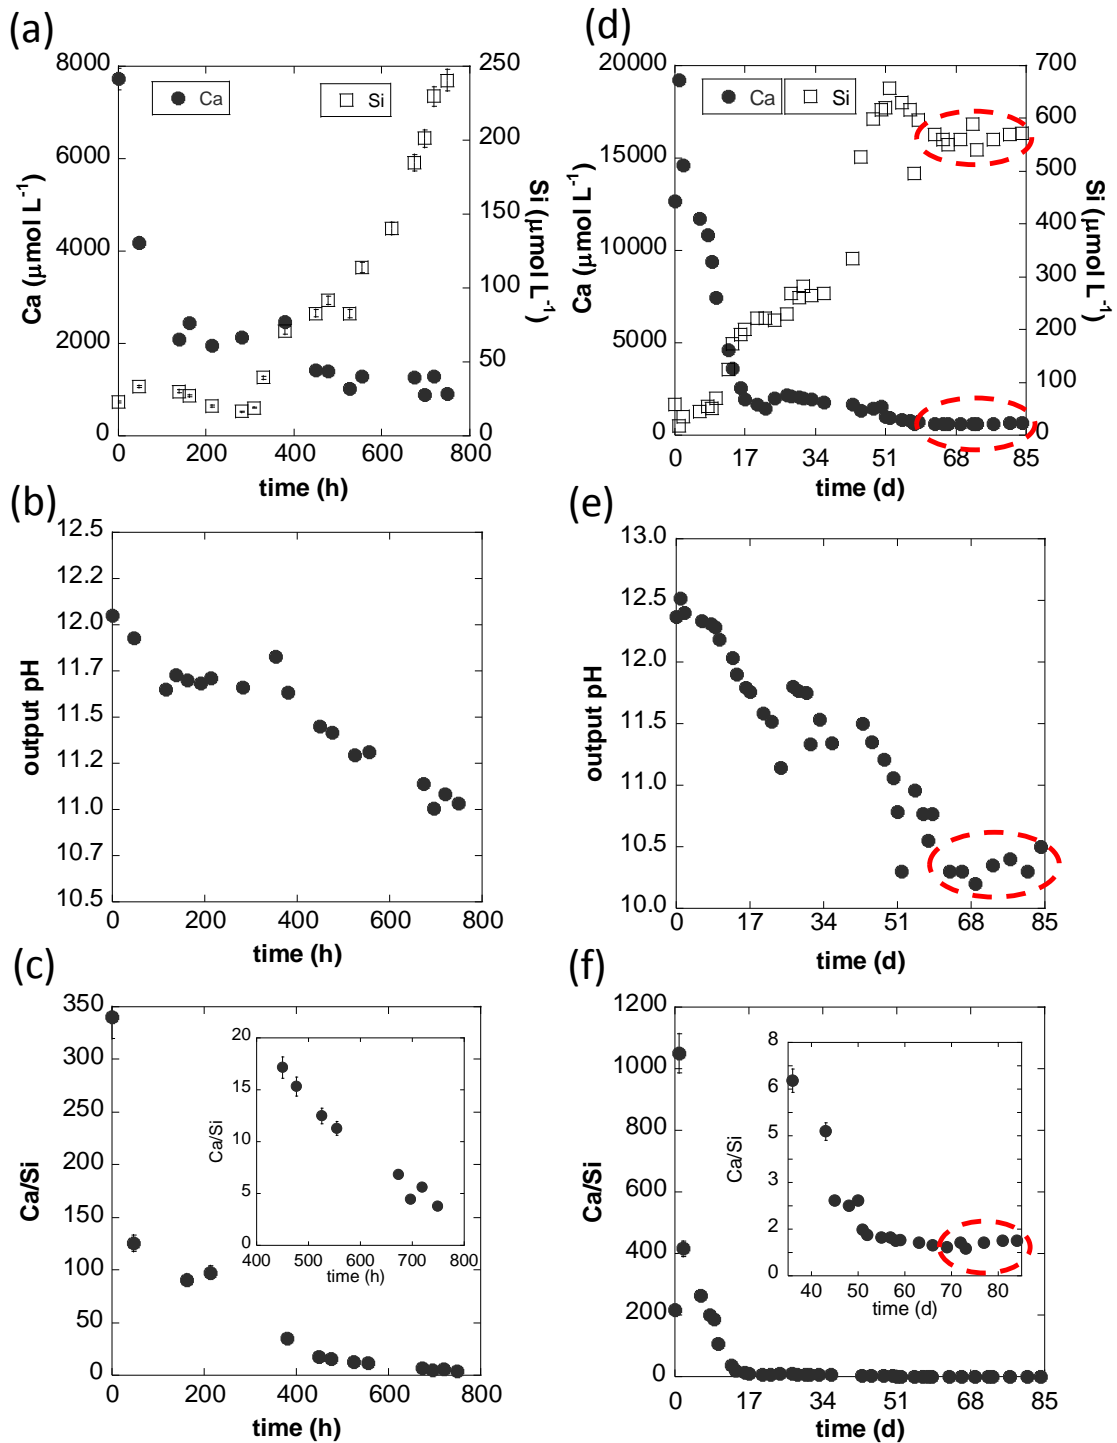 (a)
8000
6000
4000
2000
0
250
200
150
100
50
0
Ca
Si
Ca (μmol L⁻¹)
Si (μmol L⁻¹)
0 200 400 600 800
time (h)
(b)
12.5
12.2
12.0
11.7
11.5
11.2
11.0
10.7
10.5
output pH
0 200 400 600 800
time (h)
(c)
350
300
250
200
150
100
50
0
Ca/Si
20
15
10
5
0
Ca/Si
400 500 600 700 800
time (h)
0 200 400 600 800
time (h)
(d)
20000
15000
10000
5000
0
700
600
500
400
300
200
100
0
Ca
Si
Ca (μmol L⁻¹)
Si (μmol L⁻¹)
0 17 34 51 68 85
time (d)
(e)
13.0
12.5
12.0
11.5
11.0
10.5
10.0
output pH
0 17 34 51 68 85
time (d)
(f)
1200
1000
800
600
400
200
0
Ca/Si
8
6
5
3
2
0
Ca/Si
40 50 60 70 80
time (d)
0 17 34 51 68 85
time (d)